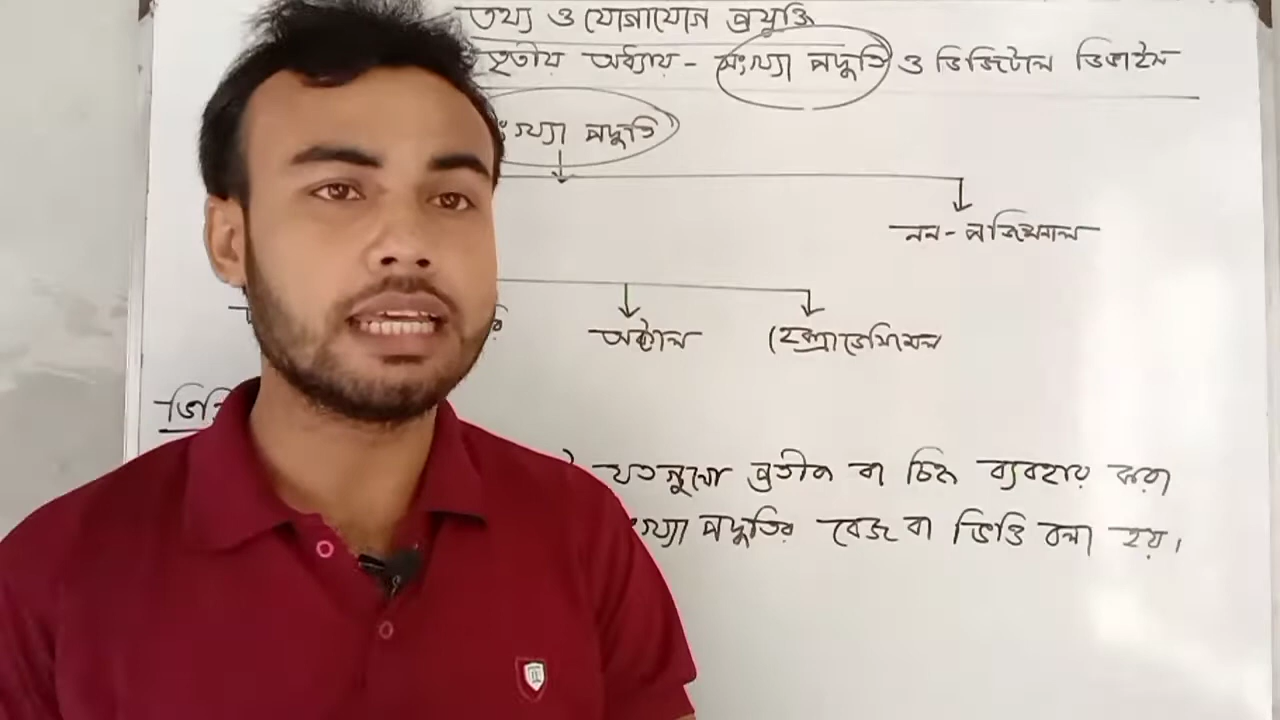 তথ্য ও যোগাযোগ প্রযুক্তি
তৃতীয় অধ্যায় - সংখ্যা পদ্ধতি ও ডিজিটাল ডিভাইস
ংখ্যা পদ্ধতি
নন - পজিশনাল
অক্টাল হেক্সাডেসিমেল
যতগুলো প্রতীক বা চিহ্ন ব্যবহার করা
ংখ্যা পদ্ধতির বেজ বা ভিত্তি বলা হয়।